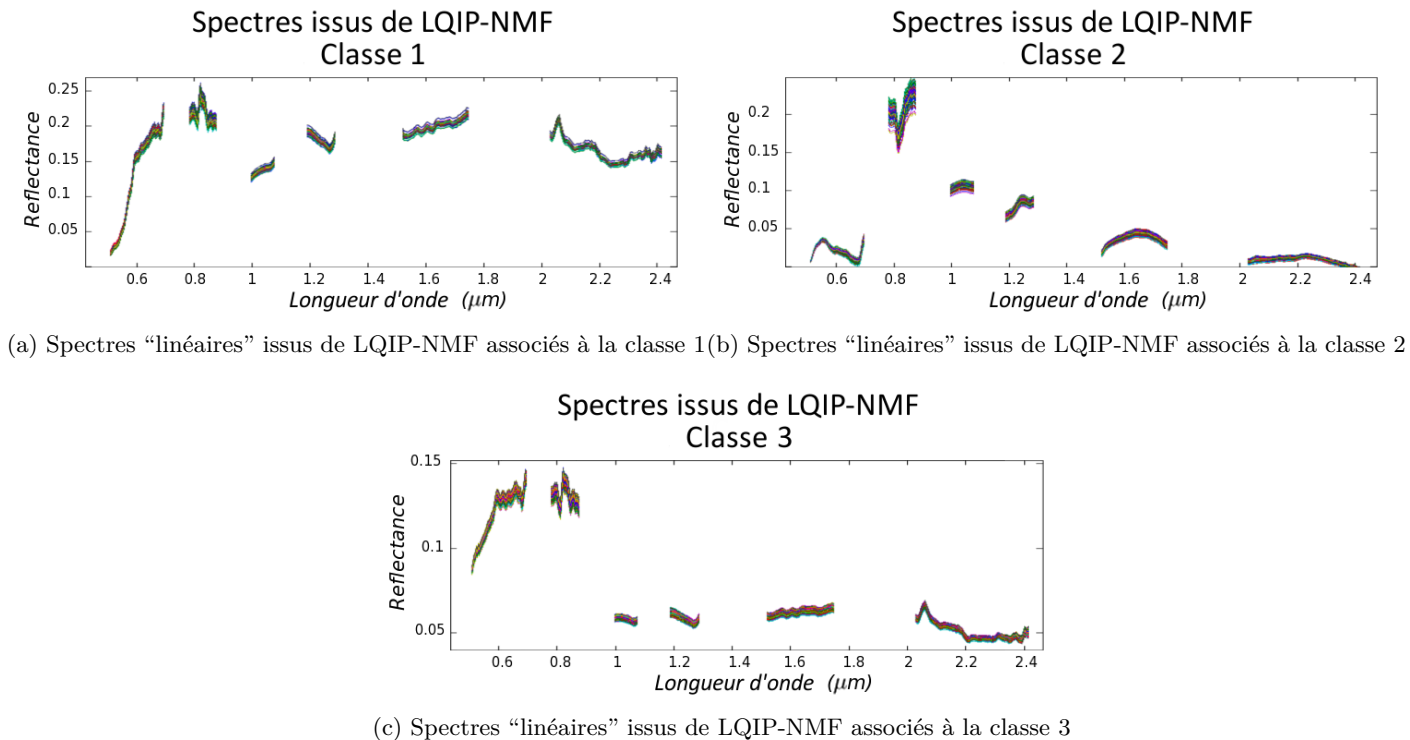 Spectres issus de LQIP-NMF
Classe 1
0.25
0.2
0.15
0.1
0.05
Reflectance
0.6
0.8
1
1.2
1.4
1.6
1.8
2
2.2
2.4
Longueur d'onde (μm)
Spectres issus de LQIP-NMF
Classe 2
0.2
0.15
0.1
0.05
Reflectance
0.6
0.8
1
1.2
1.4
1.6
1.8
2
2.2
2.4
Longueur d'onde (μm)
(a) Spectres “linéaires” issus de LQIP-NMF associés à la classe 1
(b) Spectres “linéaires” issus de LQIP-NMF associés à la classe 2
Spectres issus de LQIP-NMF
Classe 3
0.15
0.1
0.05
Reflectance
0.6
0.8
1
1.2
1.4
1.6
1.8
2
2.2
2.4
Longueur d'onde (μm)
(c) Spectres “linéaires” issus de LQIP-NMF associés à la classe 3